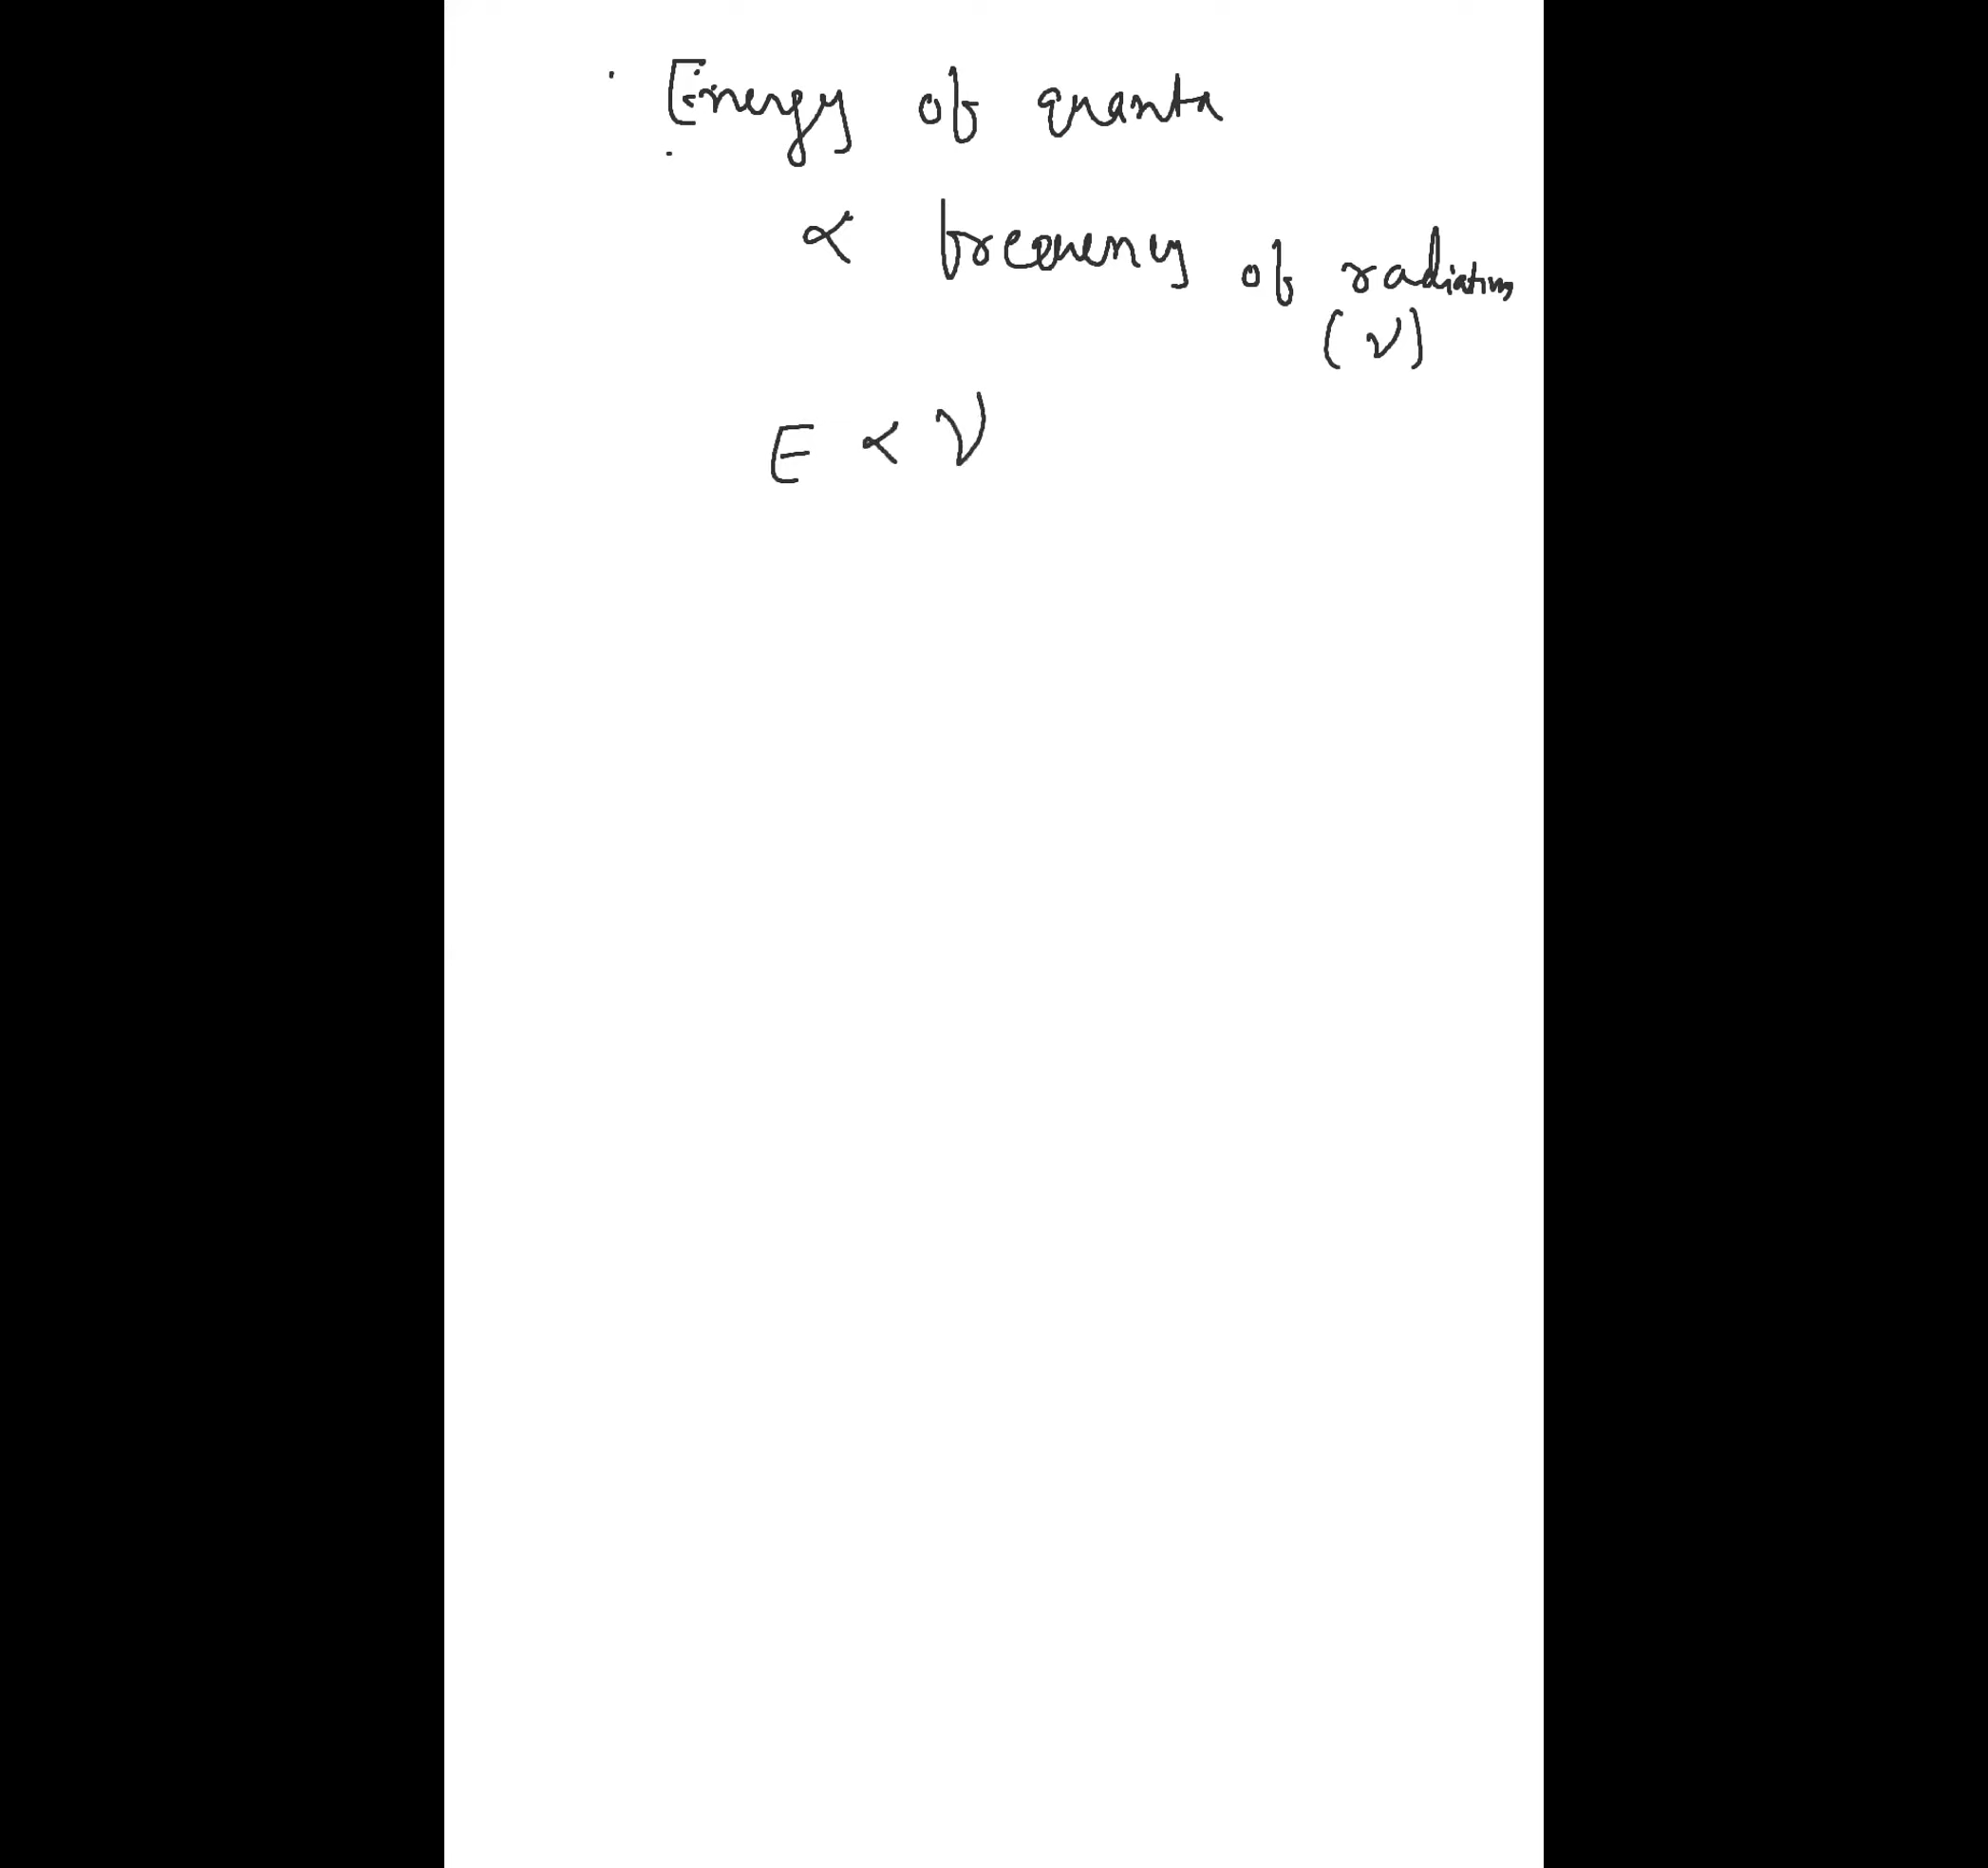 Energy of quanta
∝ frequency of radiation
(ν)
E ∝ ν